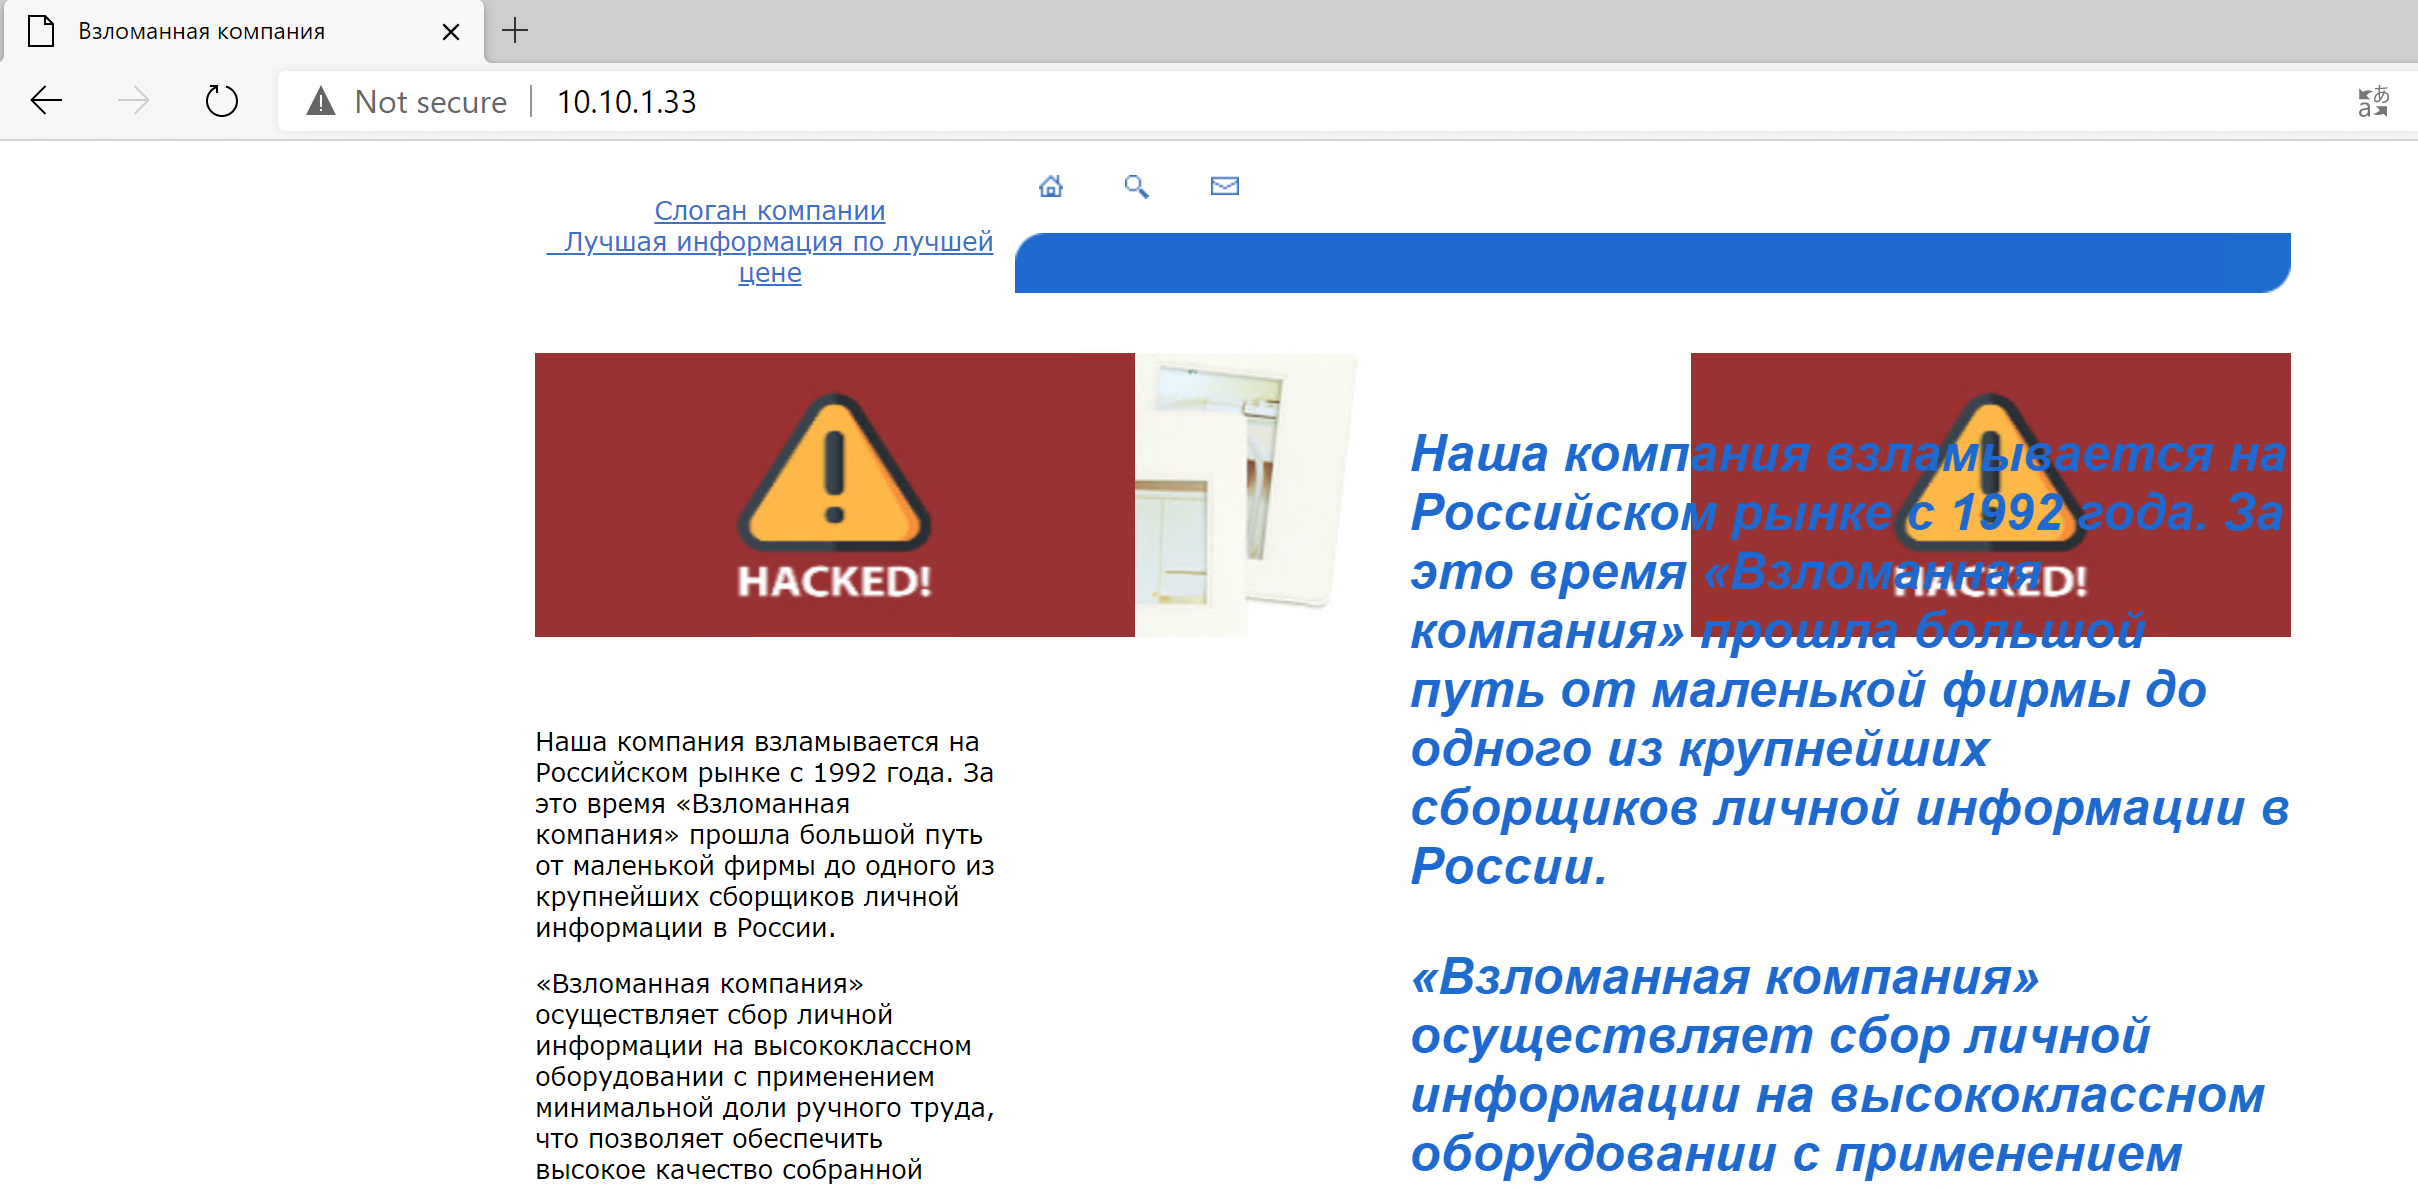 Взломанная компания
Not secure
10.10.1.33
Слоган компании
Лучшая информация по лучшей
цене
HACKED!
HACKED!
Наша компания взламывается на
Российском рынке с 1992 года. За
это время «Взломанная
компания» прошла большой
путь от маленькой фирмы до
одного из крупнейших
сборщиков личной информации в
России.
«Взломанная компания»
осуществляет сбор личной
информации на высококлассном
оборудовании с применением
Наша компания взламывается на
Российском рынке с 1992 года. За
это время «Взломанная
компания» прошла большой путь
от маленькой фирмы до одного из
крупнейших сборщиков личной
информации в России.
«Взломанная компания»
осуществляет сбор личной
информации на высококлассном
оборудовании с применением
минимальной доли ручного труда,
что позволяет обеспечить
высокое качество собранной